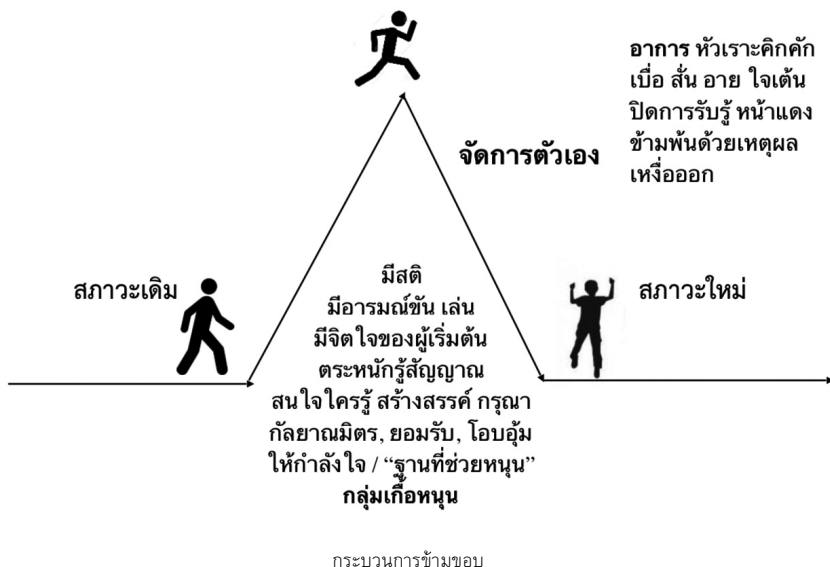 อาการ หัวเราะคิกคัก
เบื่อ สั่น อาย ใจเต้น
ปิดการรับรู้ หน้าแดง
ข้ามพ้นด้วยเหตุผล
เหงื่อออก
จัดการตัวเอง
สภาวะเดิม
สภาวะใหม่
มีสติ
มีอารมณ์ขัน เล่น
มีจิตใจของผู้เริ่มต้น
ตระหนักรู้สัญญาณ
สนใจใคร่รู้ สร้างสรรค์ กรุณา
กัลยาณมิตร, ยอมรับ, โอบอุ้ม
ให้กำลังใจ / “ฐานที่ช่วยหนุน”
กลุ่มเกื้อหนุน
กระบวนการข้ามขอบ